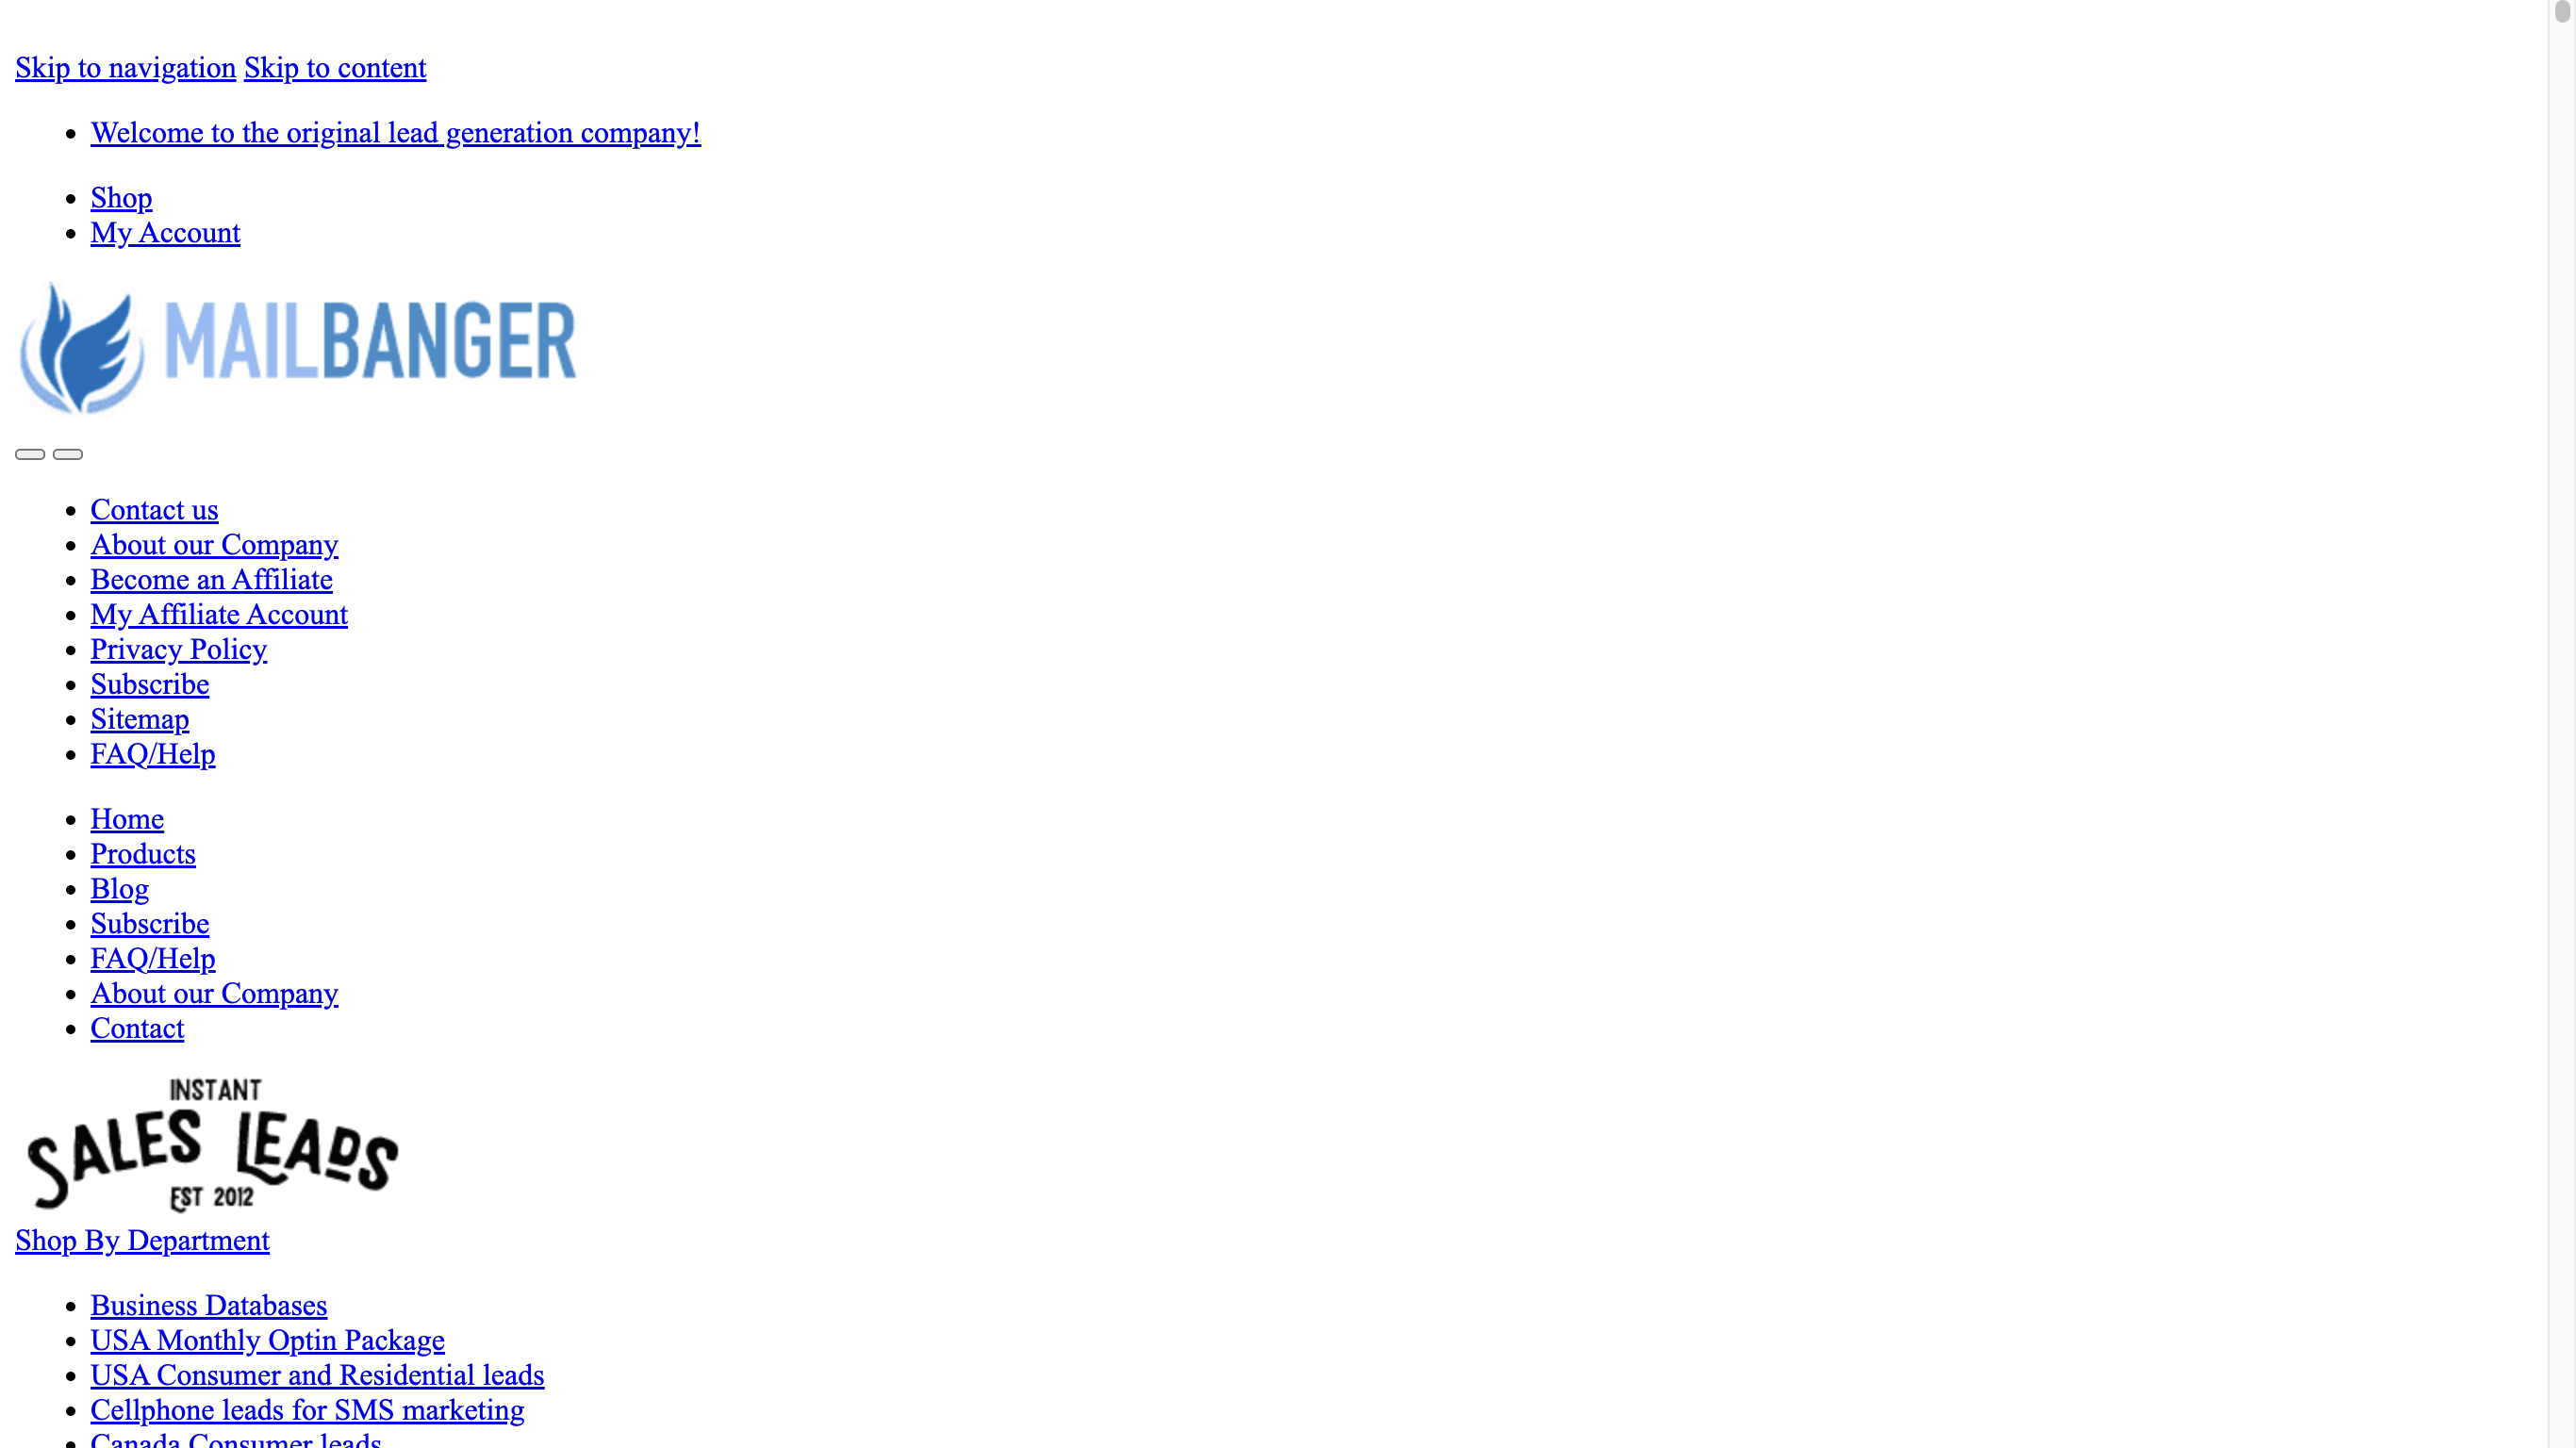 Skip to navigation Skip to content
Welcome to the original lead generation company!
Shop
My Account
MAILBANGER
Contact us
About our Company
Become an Affiliate
My Affiliate Account
Privacy Policy
Subscribe
Sitemap
FAQ/Help
Home
Products
Blog
Subscribe
FAQ/Help
About our Company
Contact
INSTANT
SALES LEADS
EST 2012
Shop By Department
Business Databases
USA Monthly Optin Package
USA Consumer and Residential leads
Cellphone leads for SMS marketing
Canada Consumer leads